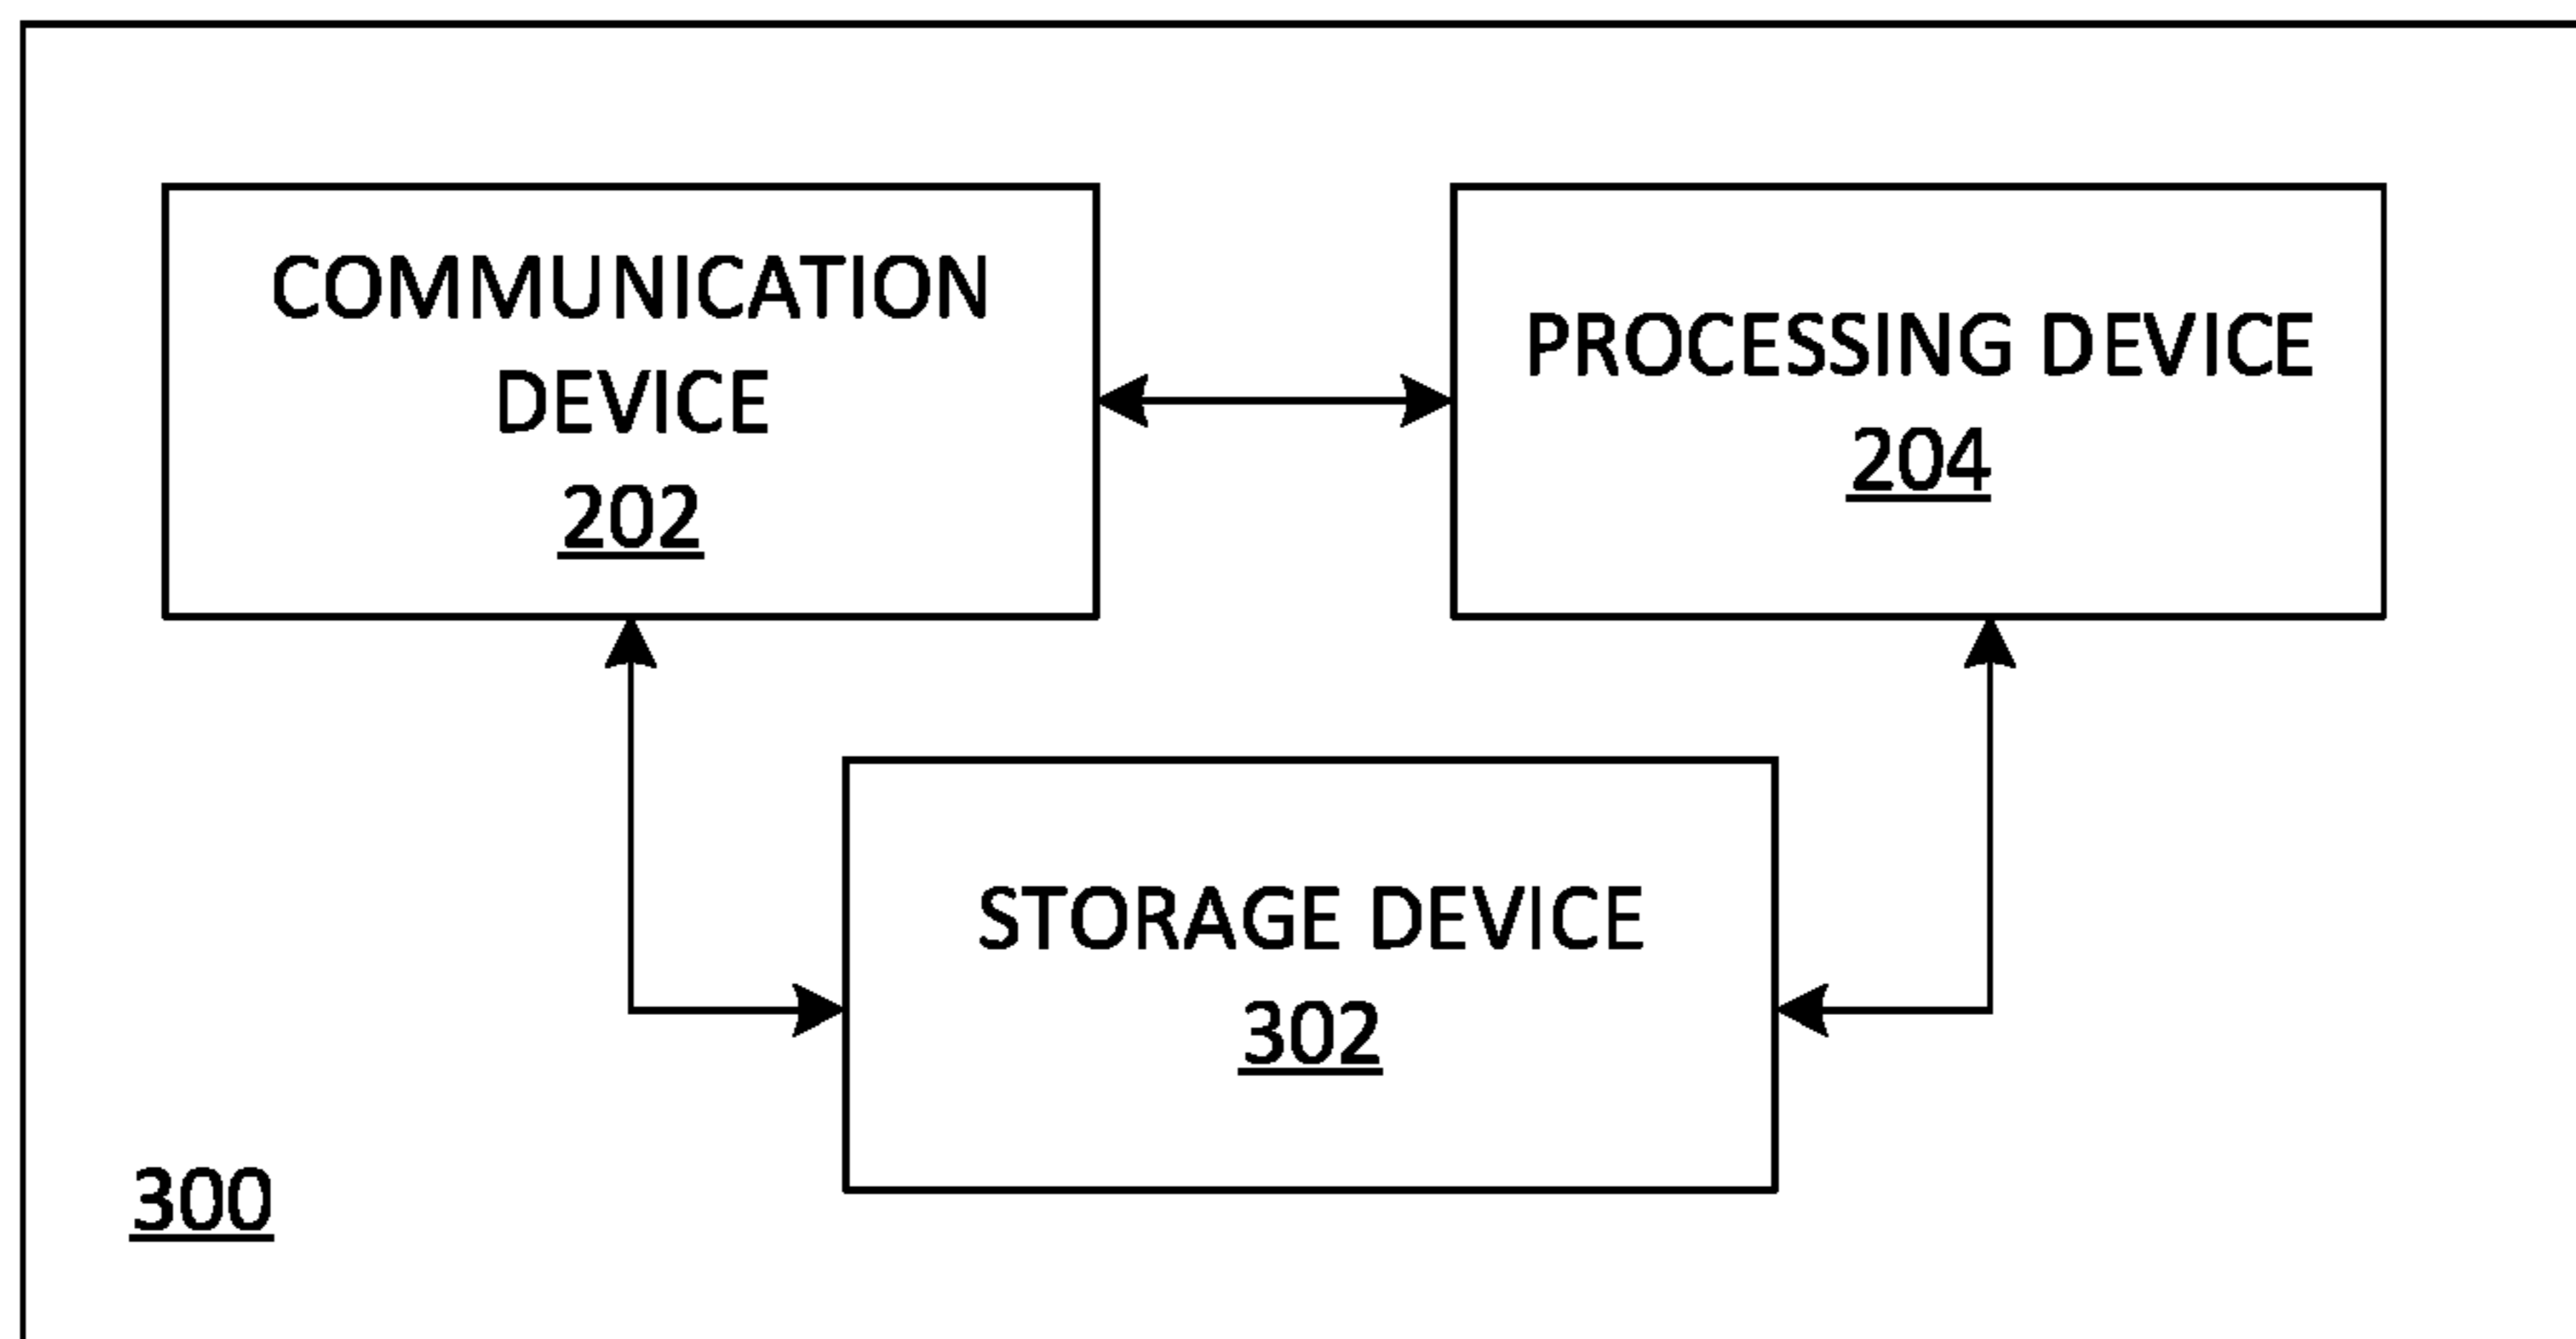 COMMUNICATION
DEVICE
202
PROCESSING DEVICE
204
STORAGE DEVICE
302
300